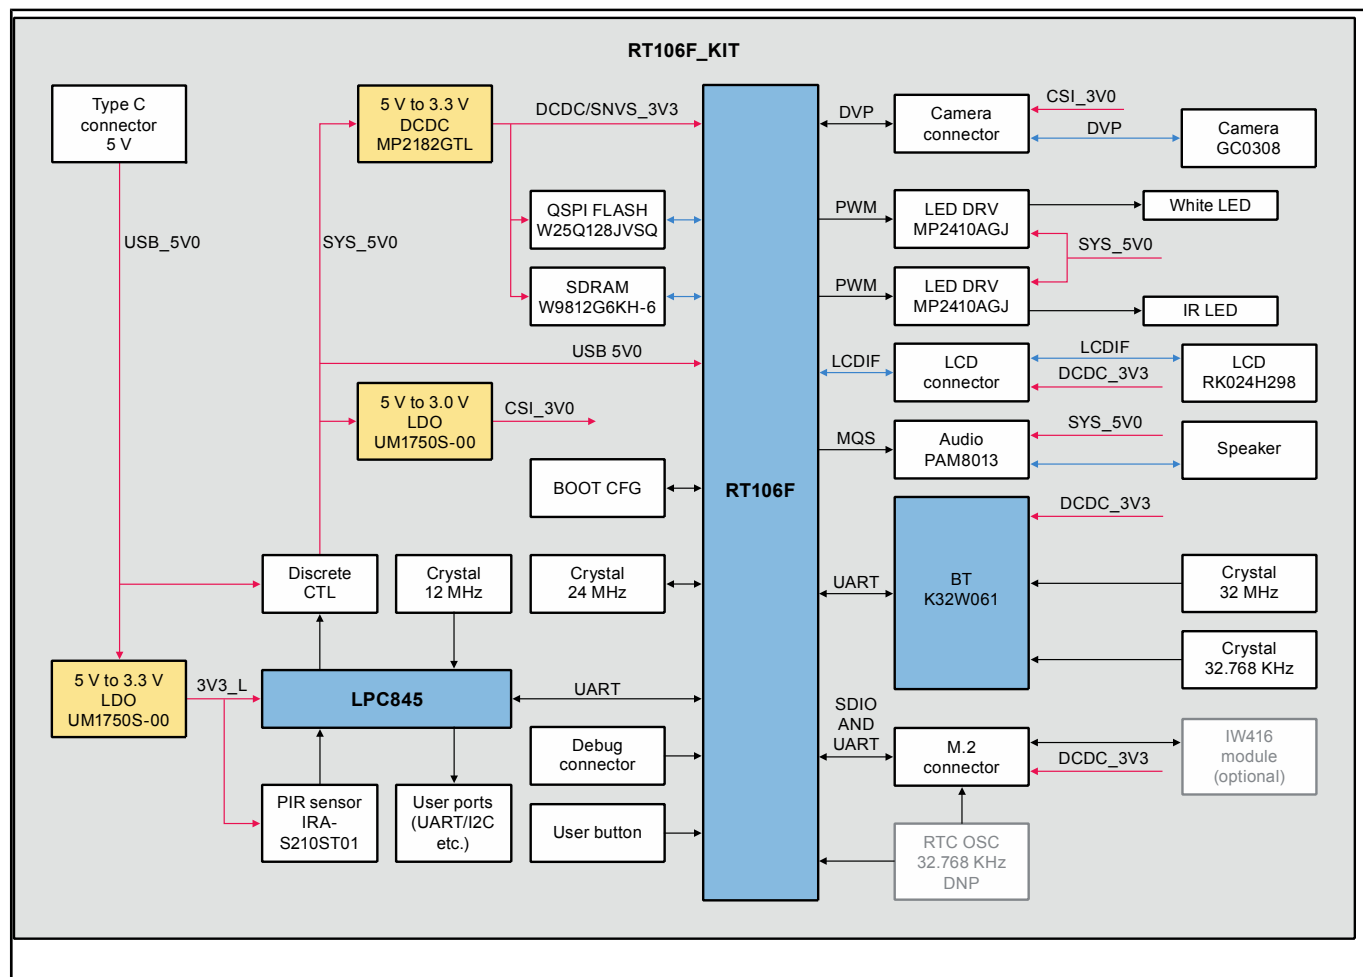 RT106F_KIT
Type C
connector
5 V
USB_5V0
SYS_5V0
5 V to 3.3 V
DCDC
MP2182GTL
DCDC/SNVS_3V3
QSPI FLASH
W25Q128JVSQ
SDRAM
W9812G6KH-6
USB 5V0
5 V to 3.0 V
LDO
UM1750S-00
CSI_3V0
BOOT CFG
Discrete
CTL
Crystal
12 MHz
Crystal
24 MHz
5 V to 3.3 V
LDO
UM1750S-00
3V3_L
LPC845
UART
Debug
connector
PIR sensor
IRA-
S210ST01
User ports
(UART/I2C
etc.)
User button
RT106F
DVP
Camera
connector
CSI_3V0
DVP
Camera
GC0308
PWM
LED DRV
MP2410AGJ
White LED
SYS_5V0
PWM
LED DRV
MP2410AGJ
IR LED
LCDIF
LCD
connector
LCDIF
DCDC_3V3
LCD
RK024H298
MQS
Audio
PAM8013
SYS_5V0
Speaker
DCDC_3V3
UART
BT
K32W061
Crystal
32 MHz
Crystal
32.768 KHz
SDIO
AND
UART
M.2
connector
DCDC_3V3
IW416
module
(optional)
RTC OSC
32.768 KHz
DNP